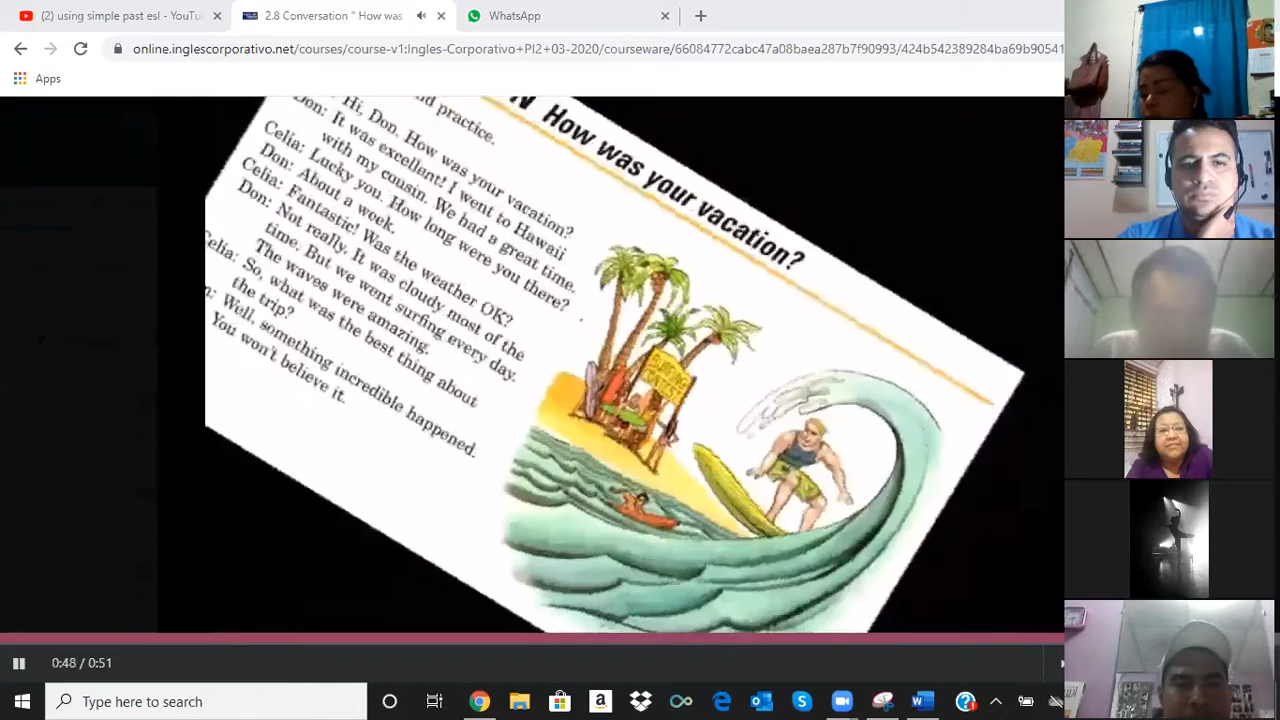 (2) using simple past esl - YouTu
2.8 Conversation " How was
WhatsApp
online.inglescorporativo.net/courses/course-v1:Ingles-Corporativo+PI2+03-2020/courseware/66084772cabc47a08baea287b7f90993/424b542389284ba69b90541
Apps
N How was your vacation?
nd practice.
Hi, Don. How was your vacation?
Don: It was excellent! I went to Hawaii
with my cousin. We had a great time.
Celia: Lucky you. How long were you there?
Don: About a week.
Celia: Fantastic! Was the weather OK?
Don: Not really. It was cloudy most of the
time. But we went surfing every day.
The waves were amazing.
Celia: So, what was the best thing about
the trip?
n: Well, something incredible happened.
You won't believe it.
0:48 / 0:51
Type here to search